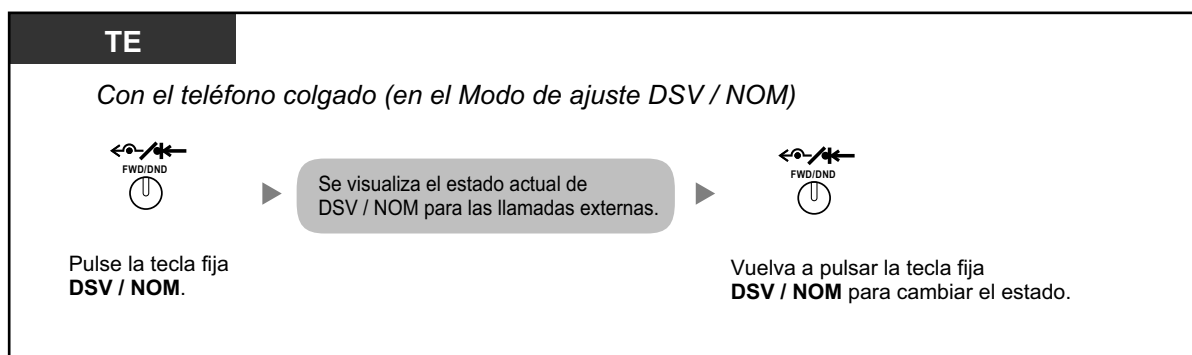 TE
Con el teléfono colgado (en el Modo de ajuste DSV / NOM)
FWD/DND
Se visualiza el estado actual de
DSV / NOM para las llamadas externas.
FWD/DND
Pulse la tecla fija
DSV / NOM.
Vuelva a pulsar la tecla fija
DSV / NOM para cambiar el estado.